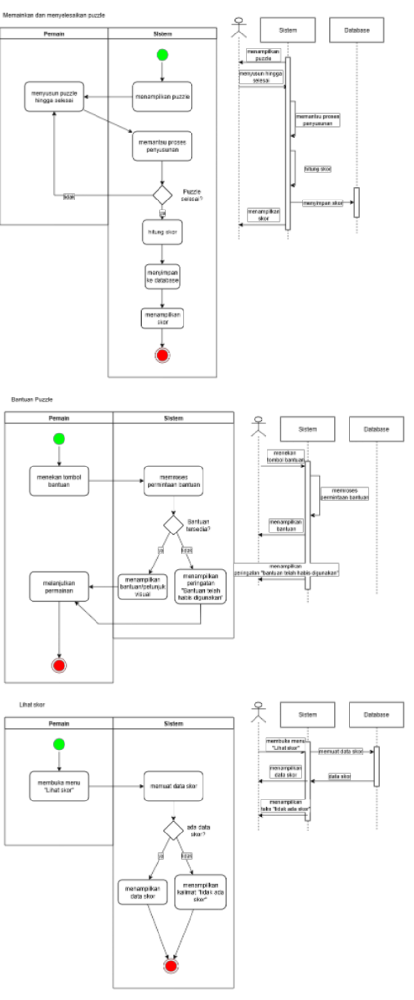 Memainkan dan menyelesaikan puzzle
Pemain
Sistem
menampilkan puzzle
menyusun puzzle
hingga selesai
memantau proses
penyusunan
Puzzle
selesai?
tidak
ya
hitung skor
menyimpan
ke database
menampilkan
skor
Sistem
Database
menampilkan
puzzle
menyusun hingga
selesai
memantau proses
penyusunan
hitung skor
menyimpan skor
menampilkan
skor
Bantuan Puzzle
Pemain
Sistem
menekan tombol
bantuan
memroses
permintaan bantuan
Bantuan
tersedia?
ya
tidak
melanjutkan
permainan
menampilkan
bantuan/petunjuk
visual
menampilkan
peringatan
"Bantuan telah
habis digunakan"
Sistem
Database
menekan
tombol bantuan
memroses
permintaan bantuan
menampilkan
bantuan
menampilkan
peringatan "bantuan telah habis digunakan"
Lihat skor
Pemain
Sistem
membuka menu
"Lihat skor"
memuat data skor
ada data
skor?
ya
tidak
menampilkan
data skor
menampilkan
kalimat "tidak ada
skor"
Sistem
Database
membuka menu
"Lihat skor"
memuat data skor
menampilkan
data skor
data skor
menampilkan
teks "tidak ada skor"